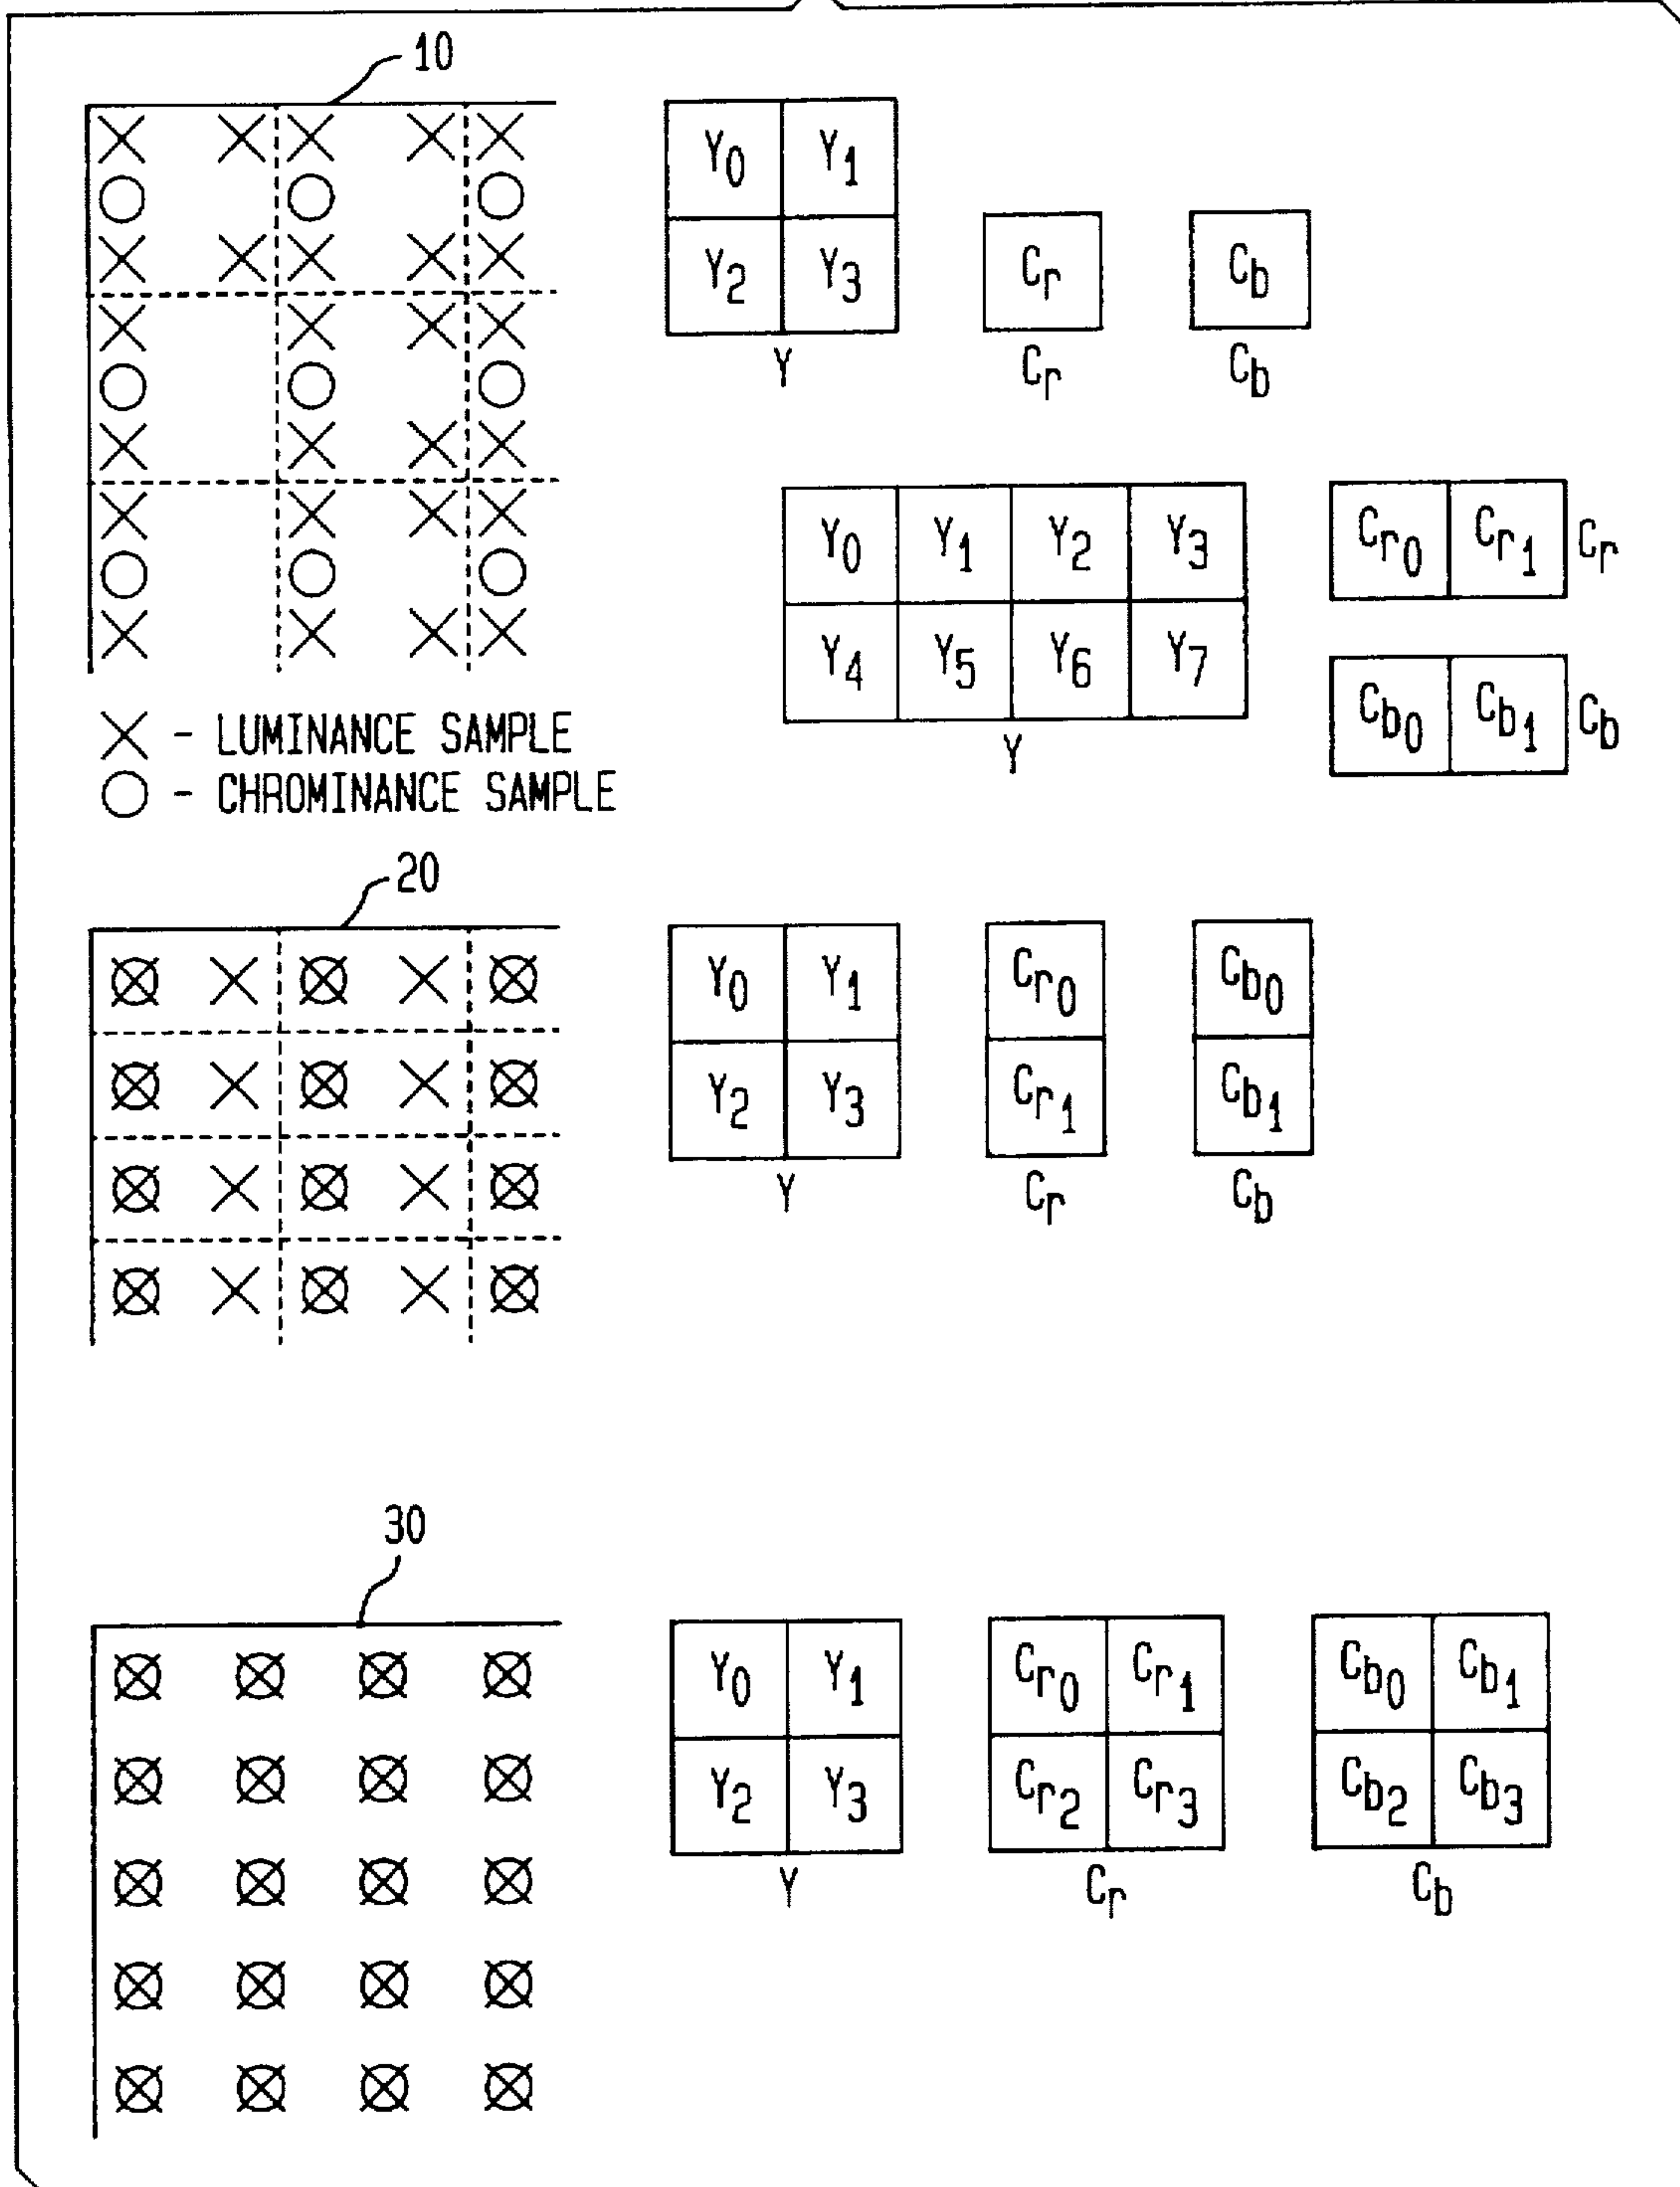 10
Y0 Y1
Y2 Y3
Y
Cr
Cr
Cb
Cb
Y0 Y1 Y2 Y3
Y4 Y5 Y6 Y7
Y
Cr0 Cr1 Cr
Cb0 Cb1 Cb
- LUMINANCE SAMPLE
- CHROMINANCE SAMPLE
20
Y0 Y1
Y2 Y3
Y
Cr0
Cr1
Cr
Cb0
Cb1
Cb
30
Y0 Y1
Y2 Y3
Y
Cr0 Cr1
Cr2 Cr3
Cr
Cb0 Cb1
Cb2 Cb3
Cb